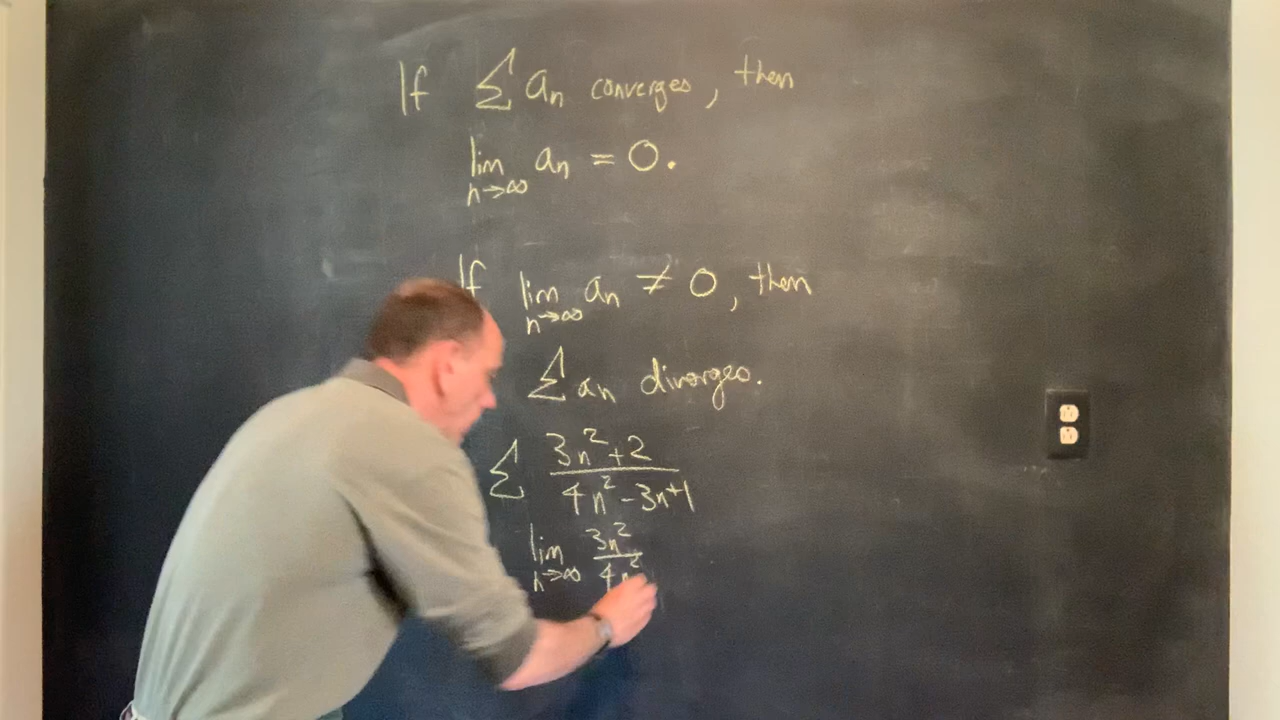 If Σ aₙ converges, then
lim n→∞ aₙ = 0.
If lim n→∞ aₙ ≠ 0, then
Σ aₙ diverges.
Σ (3n²+2)/(4n²-3n+1)
lim n→∞ 3n²/4n²